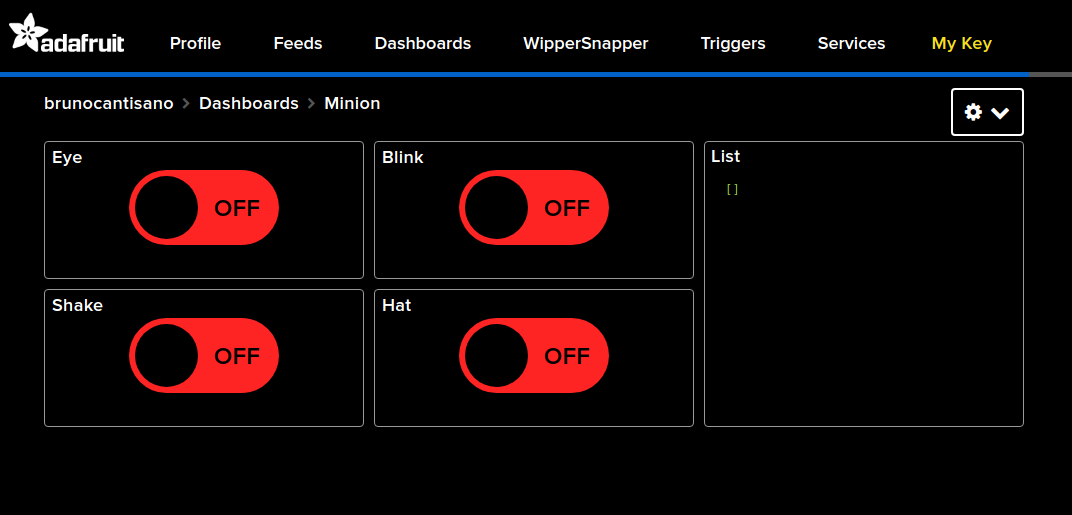 adafruit Profile Feeds Dashboards WipperSnapper Triggers Services My Key
brunocantisano > Dashboards > Minion
Eye
OFF
Blink
OFF
List
[]
Shake
OFF
Hat
OFF